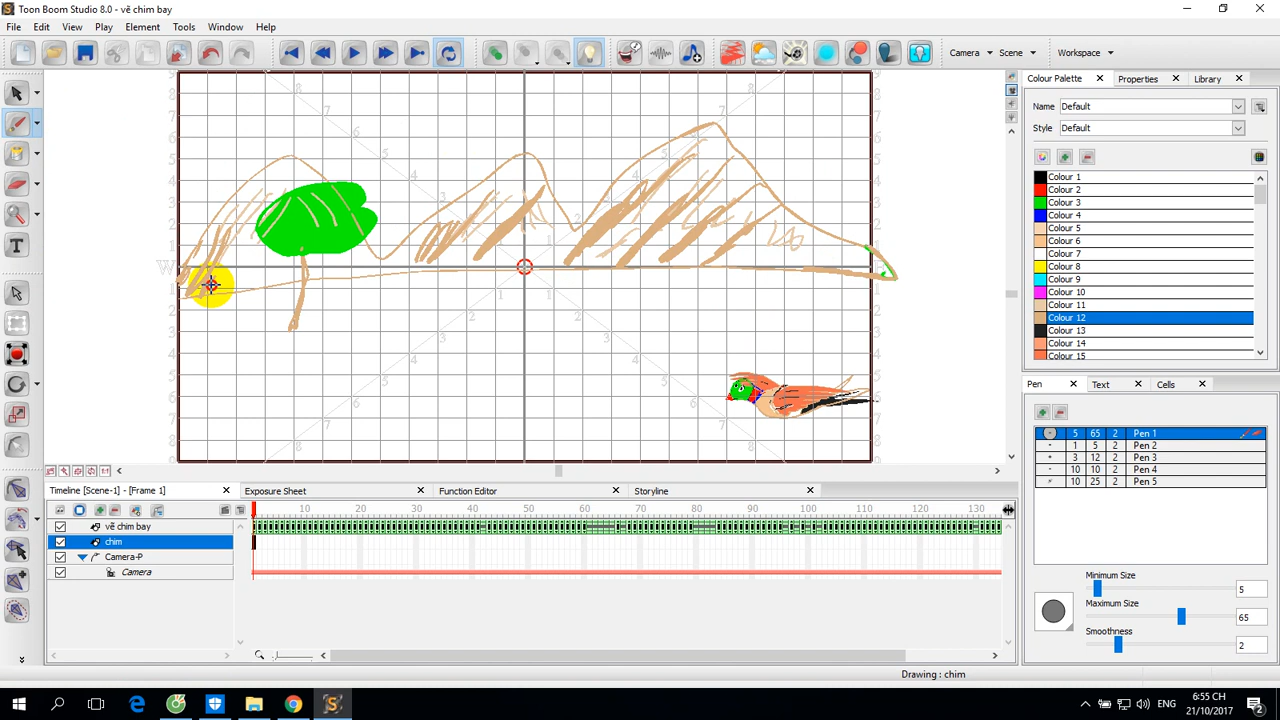 Toon Boom Studio 8.0 - vẽ chim bay
File Edit View Play Element Tools Window Help
Camera Scene Workspace
Colour Palette Properties Library
Name Default
Style Default
Colour 1
Colour 2
Colour 3
Colour 4
Colour 5
Colour 6
Colour 7
Colour 8
Colour 9
Colour 10
Colour 11
Colour 12
Colour 13
Colour 14
Colour 15
Pen Text Cells
5 65 2 Pen 1
1 5 2 Pen 2
3 12 2 Pen 3
10 10 2 Pen 4
10 25 2 Pen 5
Minimum Size
5
Maximum Size
65
Smoothness
2
Timeline [Scene-1] - [Frame 1] Exposure Sheet Function Editor Storyline
10 20 30 40 50 60 70 80 90 100 110 120 130
vẽ chim bay
chim
Camera-P
Camera
Drawing : chim
ENG
6:55 CH
21/10/2017